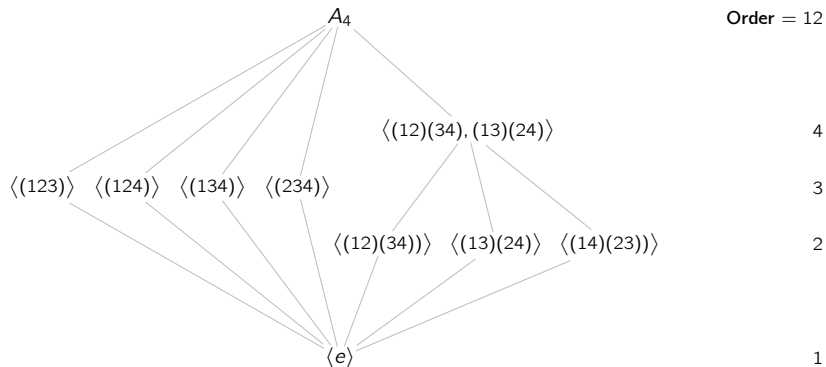 A₄ Order = 12
⟨(12)(34),(13)(24)⟩ 4
⟨(123)⟩ ⟨(124)⟩ ⟨(134)⟩ ⟨(234)⟩ 3
⟨(12)(34))⟩ ⟨(13)(24)⟩ ⟨(14)(23))⟩ 2
⟨e⟩ 1